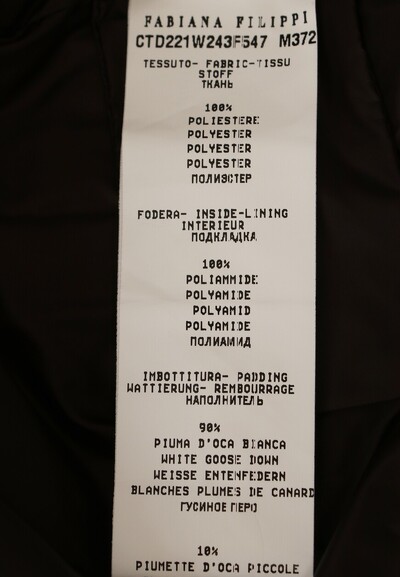 FABIANA FILIPPI
CTD221W243F547 M372
TESSUTO- FABRIC-TISSU
STOFF
ТКАНЬ
100%
POLIESTERE
POLYESTER
POLYESTER
POLYESTER
ПОЛИЭСТЕР
FODERA- INSIDE-LINING
INTERIEUR
ПОДКЛАДКА
100%
POLIAMMIDE
POLYAMIDE
POLYAMID
POLYAMIDE
ПОЛИАМИД
IMBOTTITURA- PADDING
WATTIERUNG- REMBOURRAGE
НАПОЛНИТЕЛЬ
90%
PIUMA D'OCA BIANCA
WHITE GOOSE DOWN
WEISSE ENTENFEDERN
BLANCHES PLUMES DE CANARD
ГУСИНОЕ ПЕРО
10%
PIUMETTE D'OCA PICCOLE